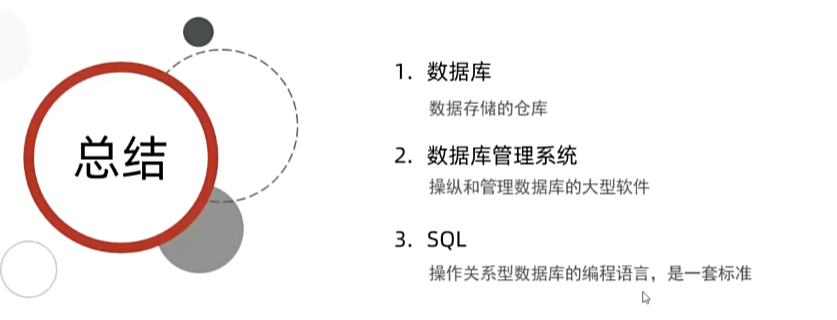 总结
1. 数据库
数据存储的仓库
2. 数据库管理系统
操纵和管理数据库的大型软件
3. SQL
操作关系型数据库的编程语言，是一套标准